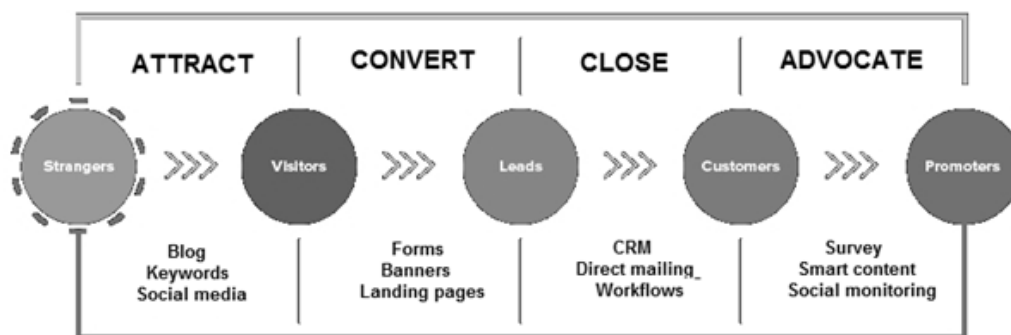 ATTRACT CONVERT CLOSE ADVOCATE
Strangers Visitors Leads Customers Promoters
Blog
Keywords
Social media
Forms
Banners
Landing pages
CRM
Direct mailing_
Workflows
Survey
Smart content
Social monitoring